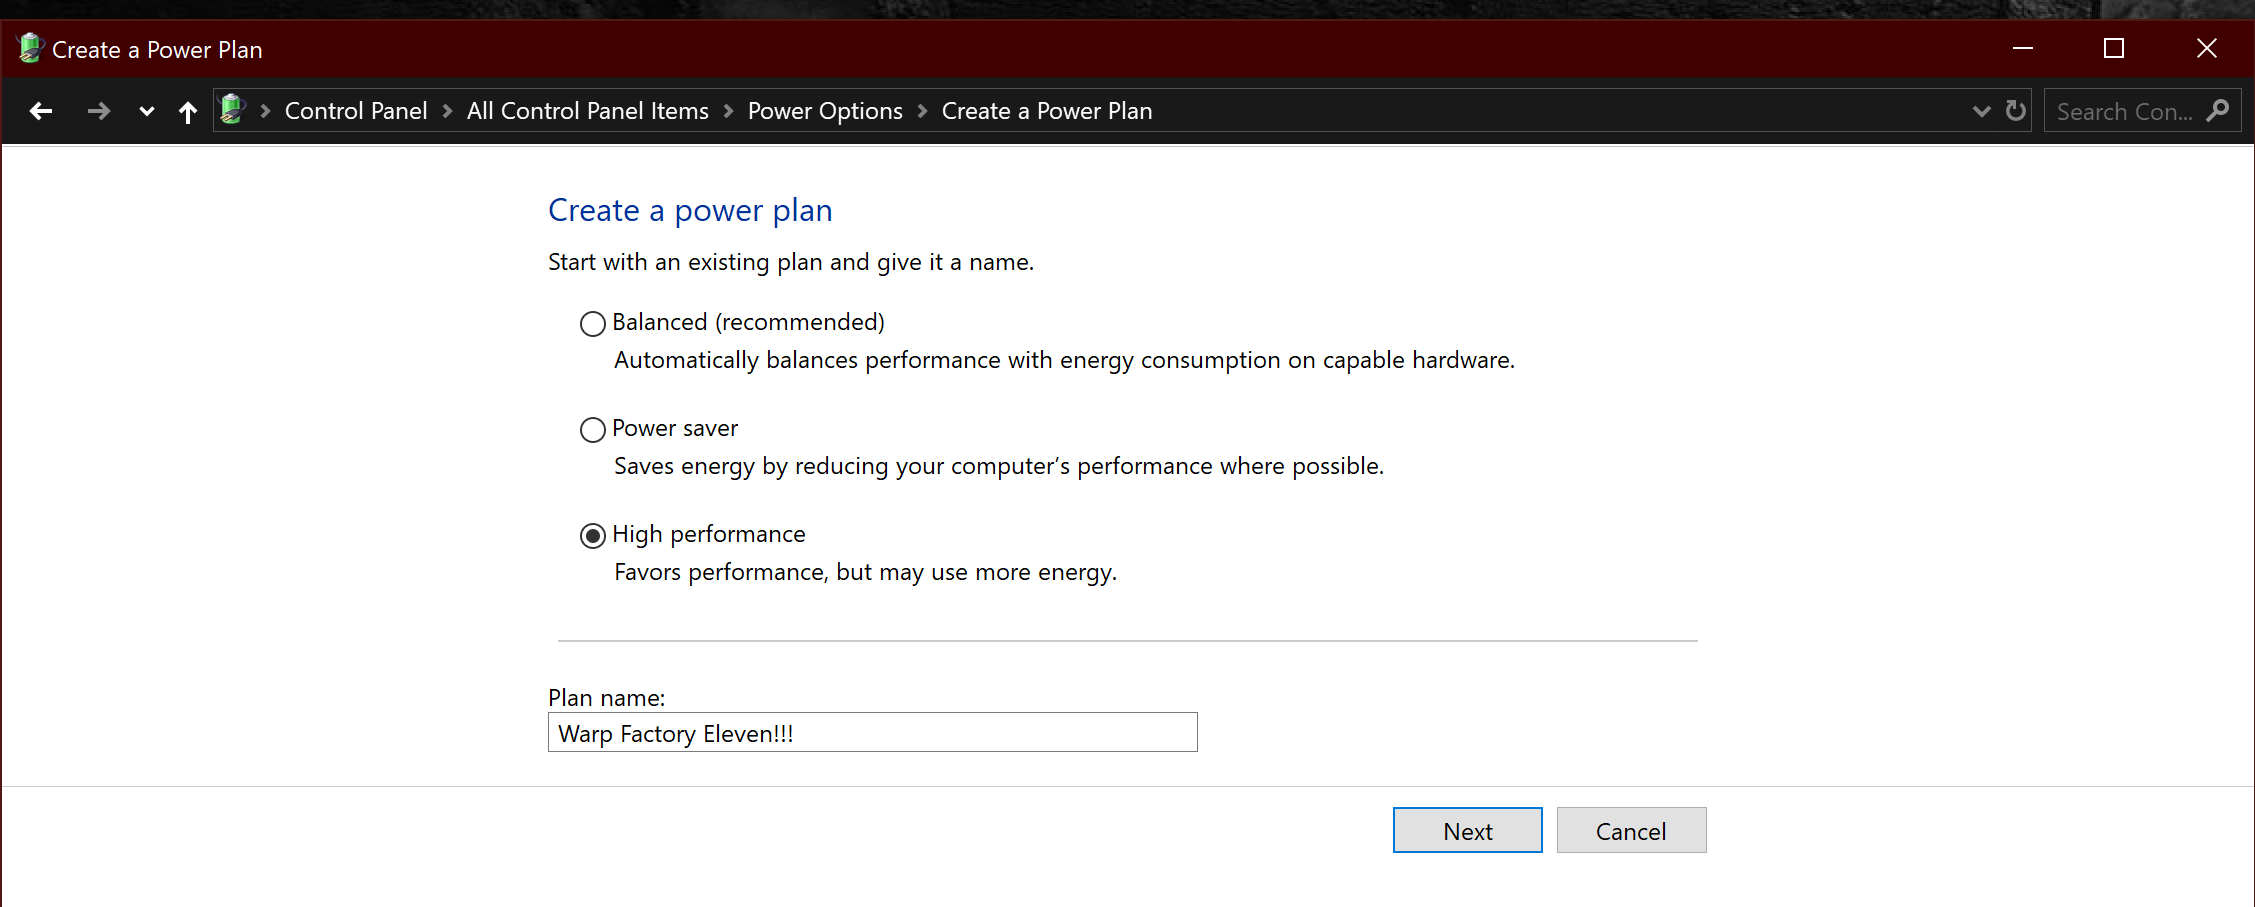 Create a Power Plan
Control Panel > All Control Panel Items > Power Options > Create a Power Plan
Search Con...
Create a power plan
Start with an existing plan and give it a name.
Balanced (recommended)
Automatically balances performance with energy consumption on capable hardware.
Power saver
Saves energy by reducing your computer’s performance where possible.
High performance
Favors performance, but may use more energy.
Plan name:
Warp Factory Eleven!!!
Next
Cancel